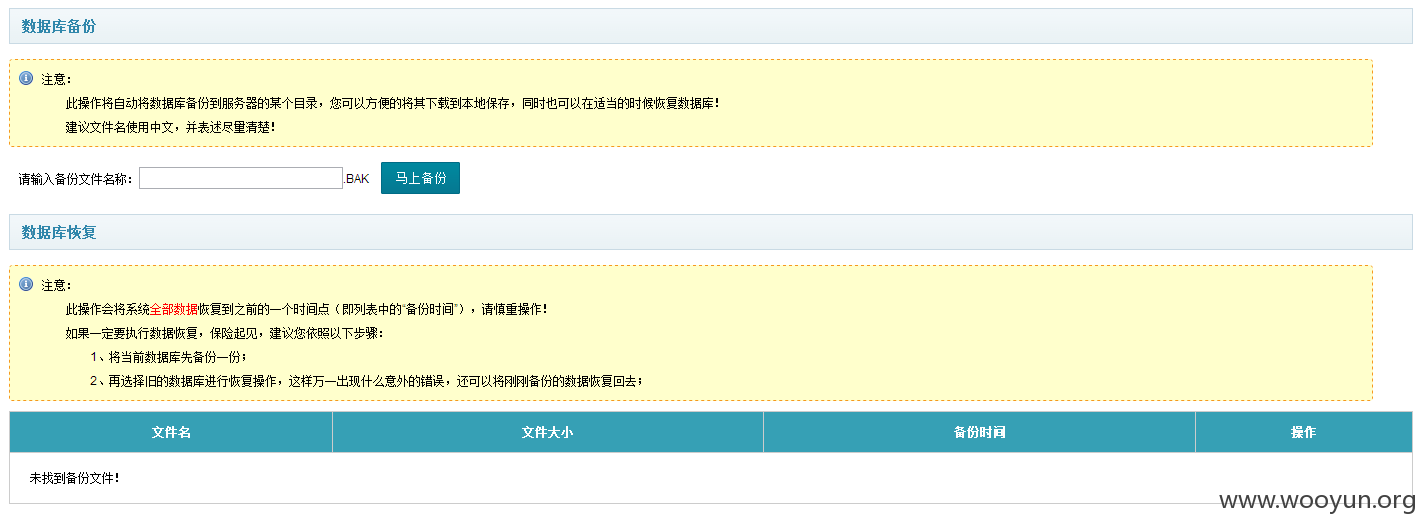 数据库备份
注意：
此操作将自动将数据库备份到服务器的某个目录，您可以方便的将其下载到本地保存，同时也可以在适当的时候恢复数据库！
建议文件名使用中文，并表述尽量清楚！
请输入备份文件名称： .BAK 马上备份
数据库恢复
注意：
此操作会将系统全部数据恢复到之前的一个时间点（即列表中的“备份时间”），请慎重操作！
如果一定要执行数据恢复，保险起见，建议您依照以下步骤：
1、将当前数据库先备份一份；
2、再选择旧的数据库进行恢复操作，这样万一出现什么意外的错误，还可以将刚刚备份的数据恢复回去；
文件名 文件大小 备份时间 操作
未找到备份文件！
www.wooyun.org